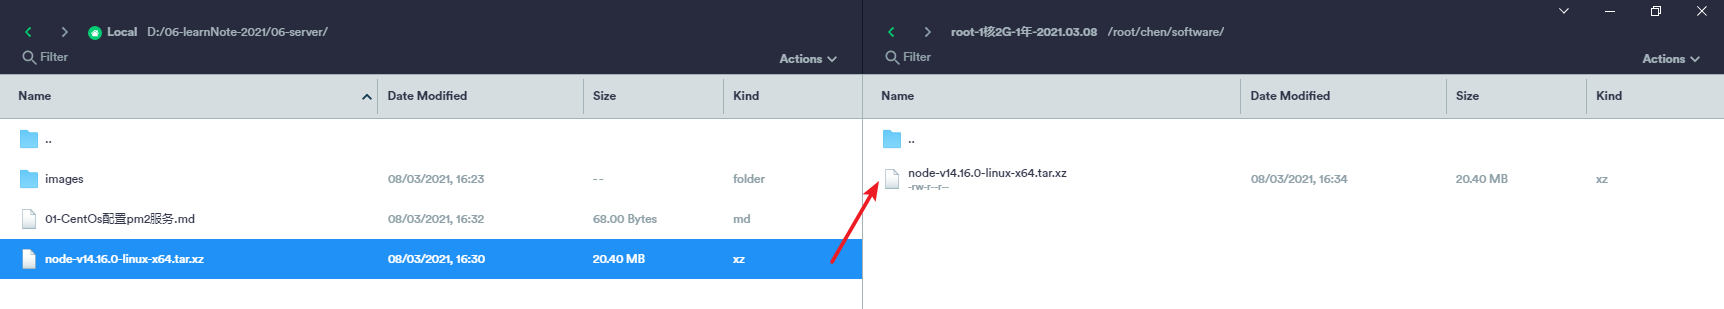 Local D:/06-learnNote-2021/06-server/
Filter
Actions
Name Date Modified Size Kind
..
images 08/03/2021, 16:23 -- folder
01-CentOs配置pm2服务.md 08/03/2021, 16:32 68.00 Bytes md
node-v14.16.0-linux-x64.tar.xz 08/03/2021, 16:30 20.40 MB xz
root-1核2G-1年-2021.03.08 /root/chen/software/
Filter
Actions
Name Date Modified Size Kind
..
node-v14.16.0-linux-x64.tar.xz 08/03/2021, 16:34 20.40 MB xz
-rw-r--r--